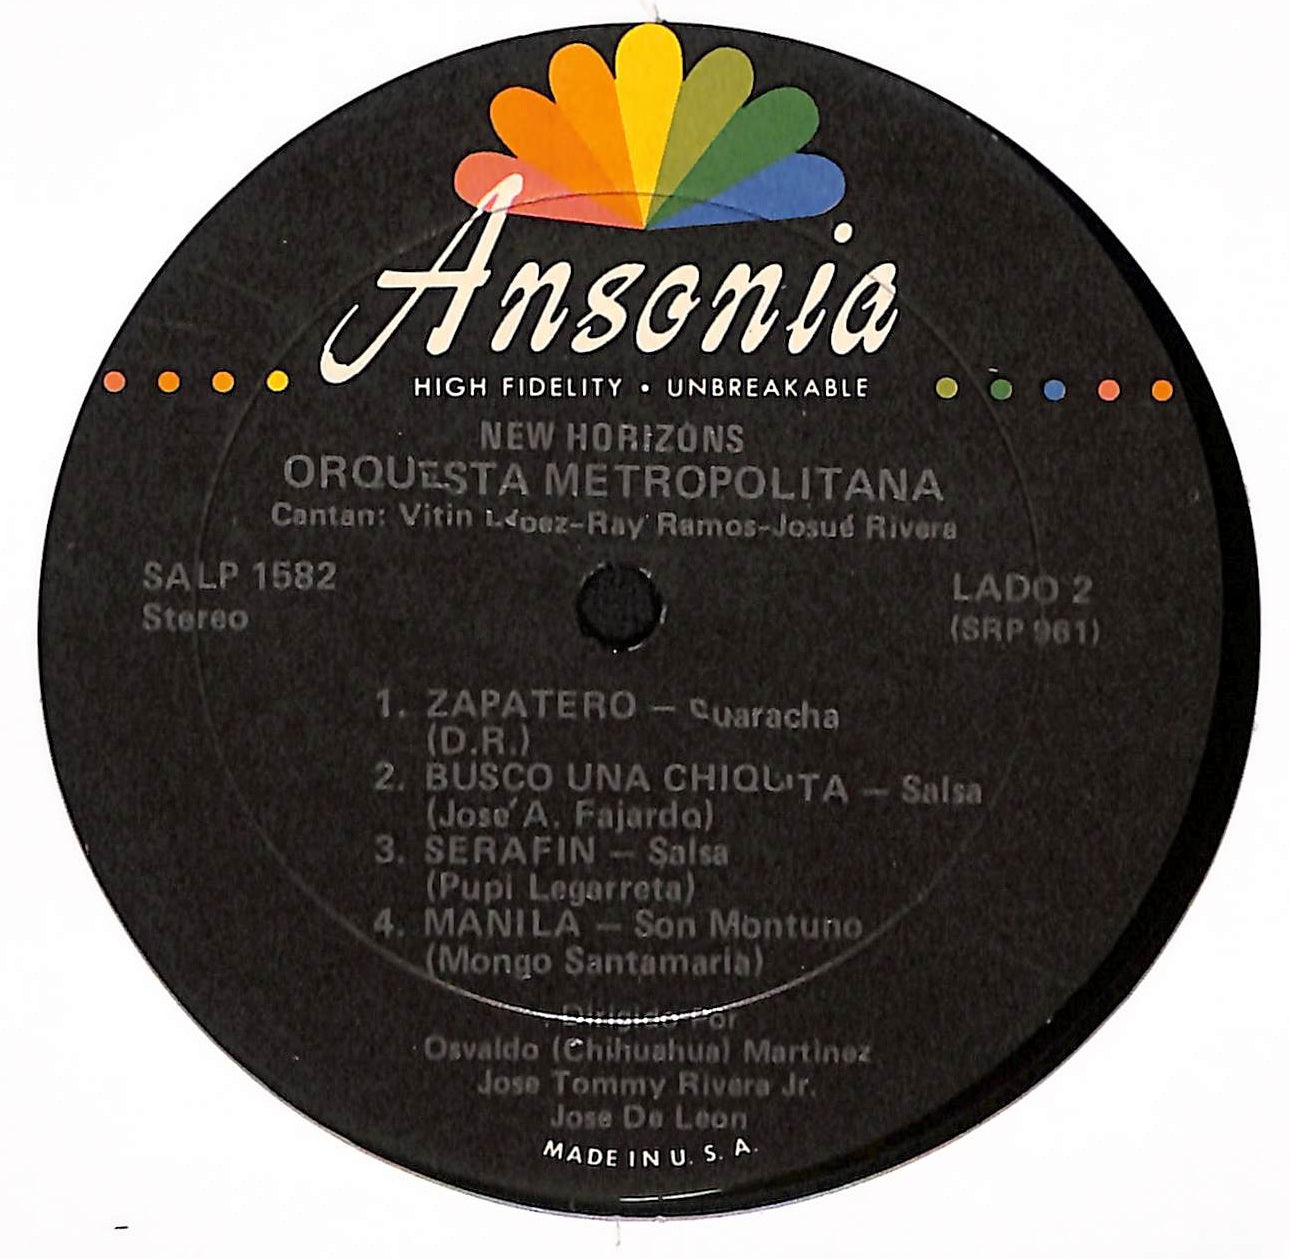 Ansonia
HIGH FIDELITY • UNBREAKABLE
NEW HORIZONS
ORQUESTA METROPOLITANA
Cantan: Vitin López-Ray Ramos-Josué Rivera
SALP 1582
Stereo
LADO 2
(SRP 961)
1. ZAPATERO — Guaracha
(D.R.)
2. BUSCO UNA CHIQUITA — Salsa
(José A. Fajardo)
3. SERAFIN — Salsa
(Pupi Legarreta)
4. MANILA — Son Montuno
(Mongo Santamaria)
Dirigido Por
Osvaldo (Chihuahua) Martinez
Jose Tommy Rivera Jr.
Jose De Leon
MADE IN U. S. A.